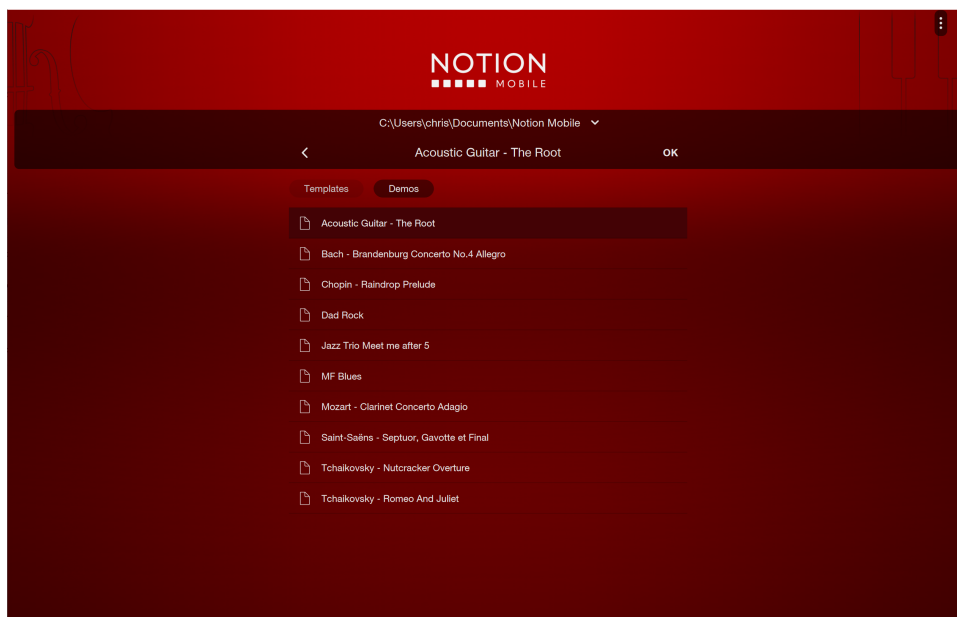 NOTION
MOBILE
C:\Users\chris\Documents\Notion Mobile
Acoustic Guitar - The Root OK
Templates Demos
Acoustic Guitar - The Root
Bach - Brandenburg Concerto No.4 Allegro
Chopin - Raindrop Prelude
Dad Rock
Jazz Trio Meet me after 5
MF Blues
Mozart - Clarinet Concerto Adagio
Saint-Saëns - Septuor, Gavotte et Final
Tchaikovsky - Nutcracker Overture
Tchaikovsky - Romeo And Juliet